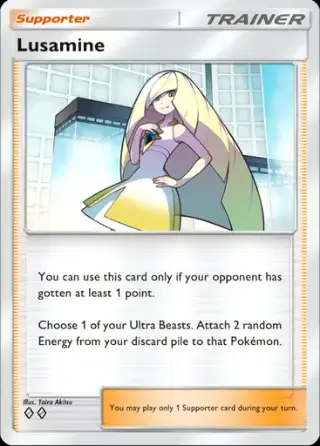 Supporter
TRAINER
Lusamine
You can use this card only if your opponent has
gotten at least 1 point.
Choose 1 of your Ultra Beasts. Attach 2 random
Energy from your discard pile to that Pokémon.
Illus. Taira Akitsu
You may play only 1 Supporter card during your turn.